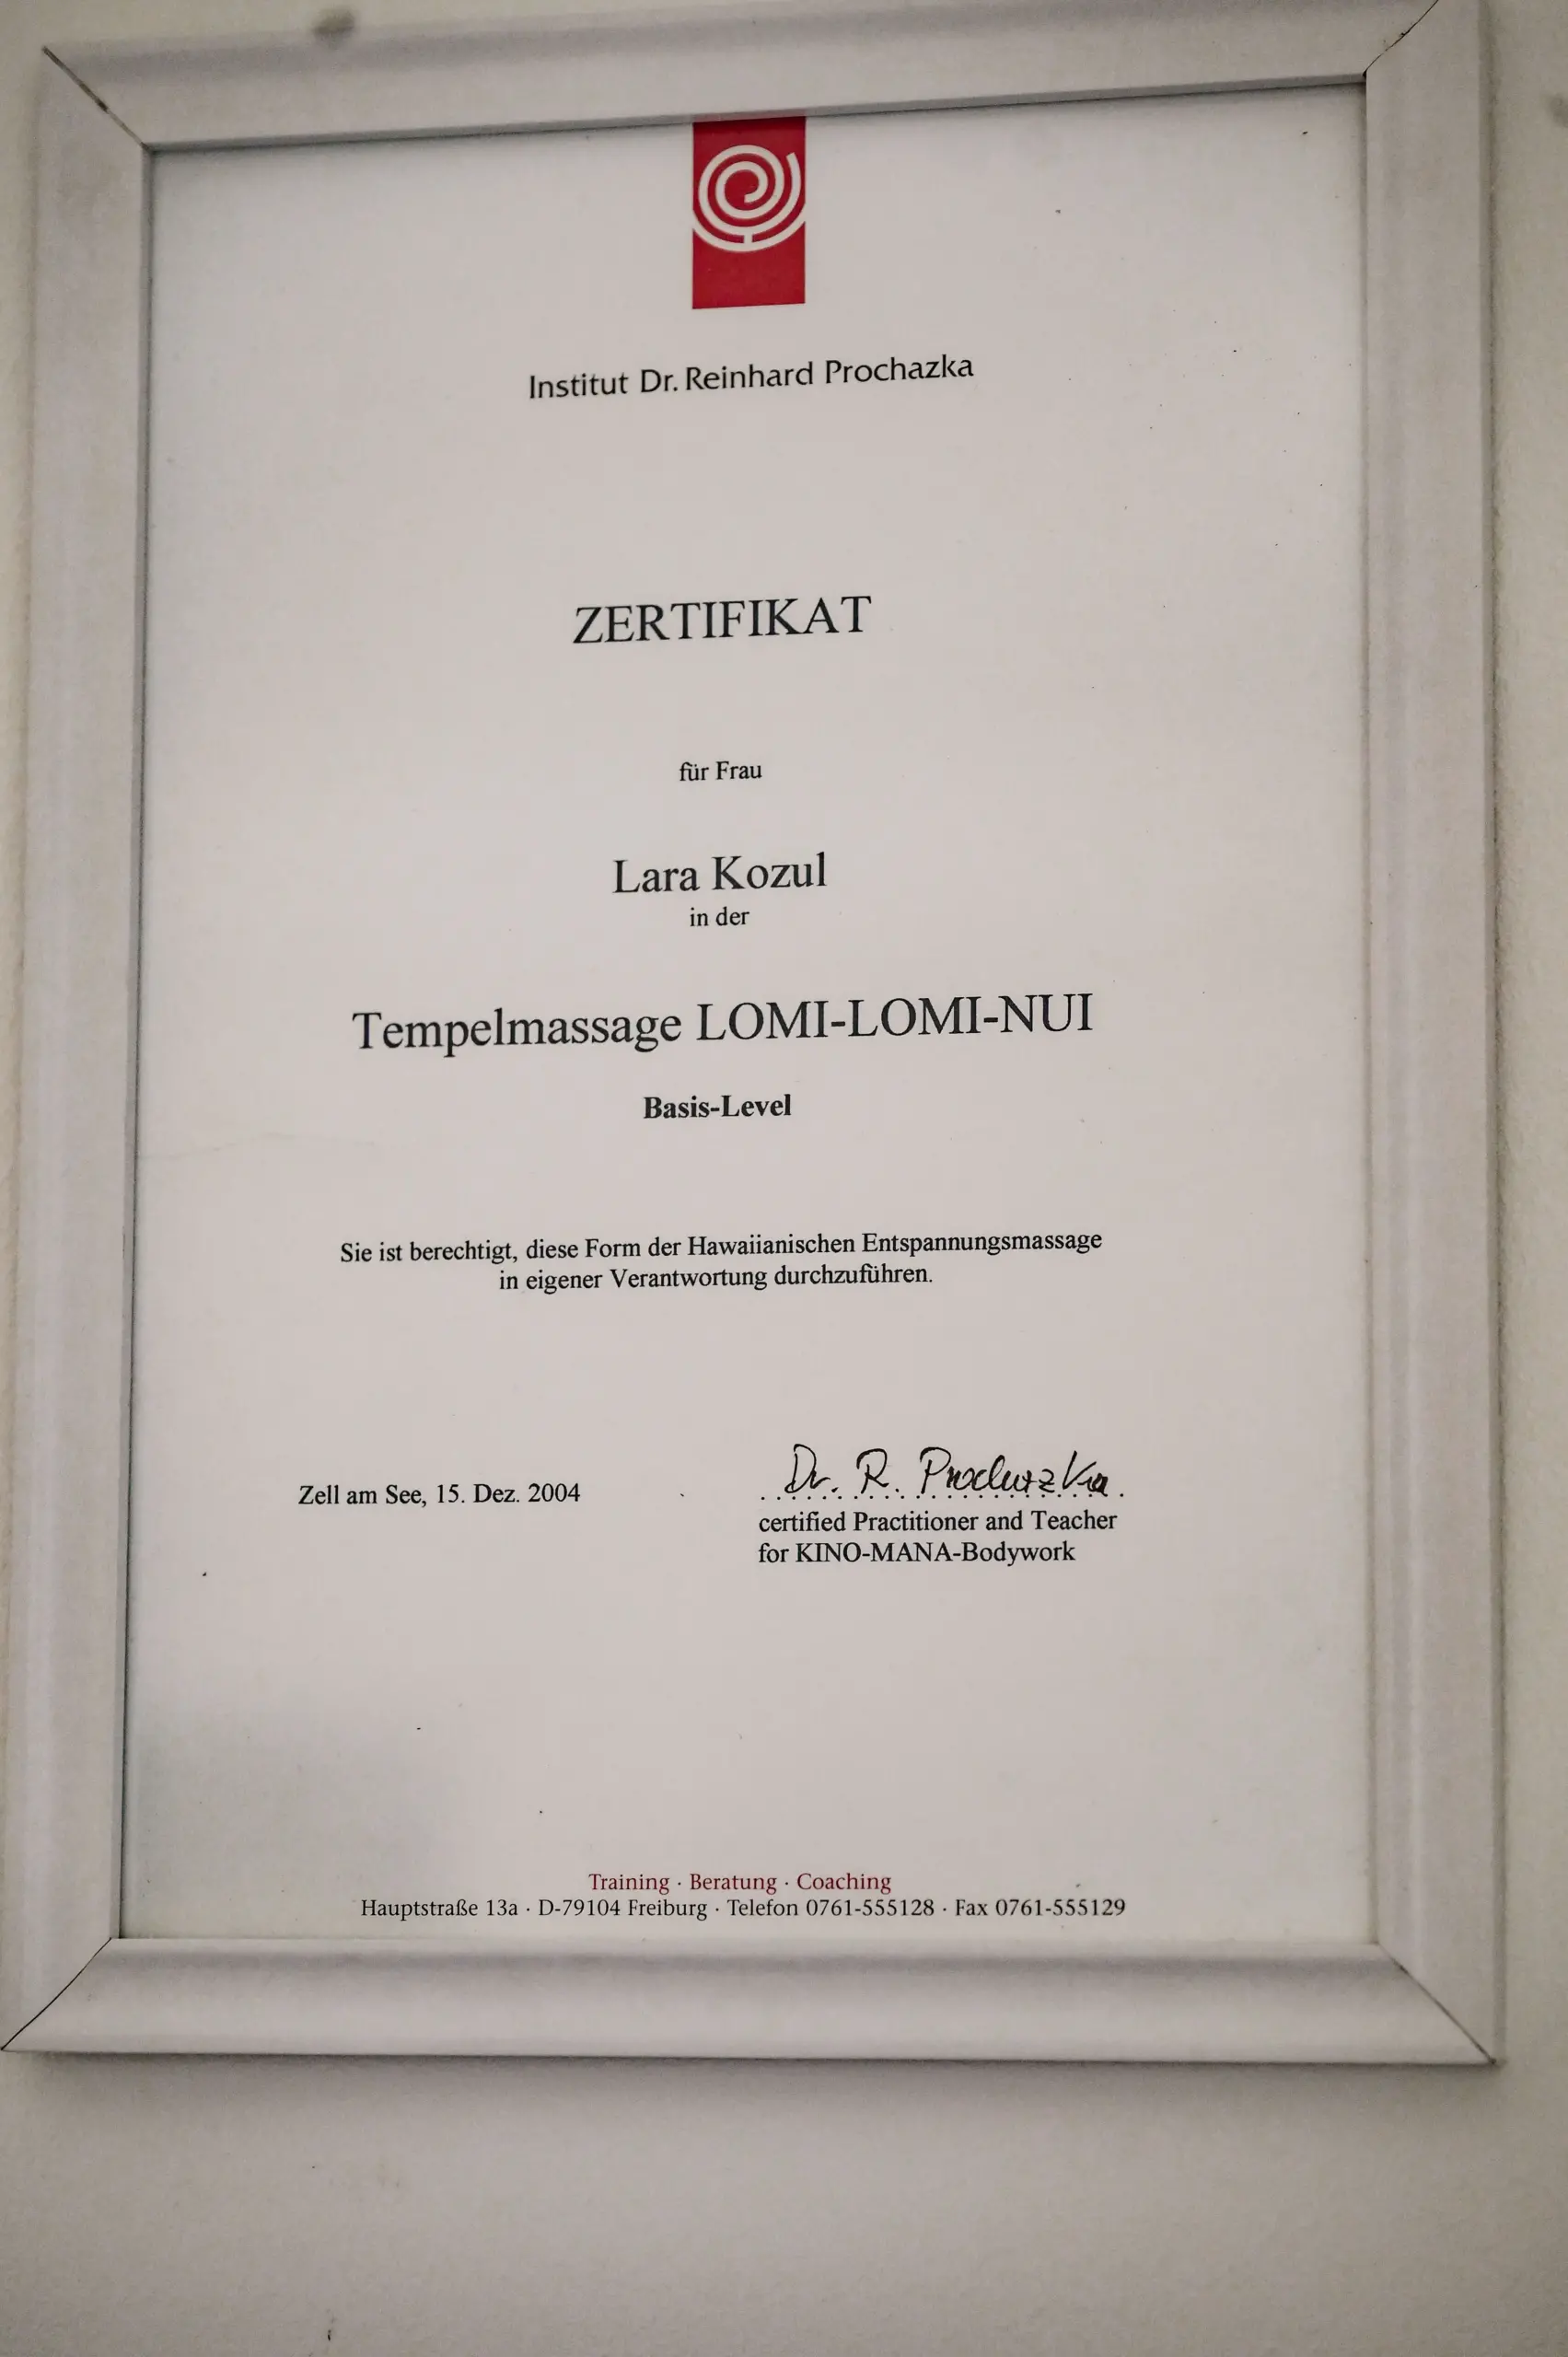 Institut Dr. Reinhard Prochazka
ZERTIFIKAT
für Frau
Lara Kozul
in der
Tempelmassage LOMI-LOMI-NUI
Basis-Level
Sie ist berechtigt, diese Form der Hawaiianischen Entspannungsmassage
in eigener Verantwortung durchzuführen.
Zell am See, 15. Dez. 2004
Dr. R. Prochazka
certified Practitioner and Teacher
for KINO-MANA-Bodywork
Training · Beratung · Coaching
Hauptstraße 13a · D-79104 Freiburg · Telefon 0761-555128 · Fax 0761-555129